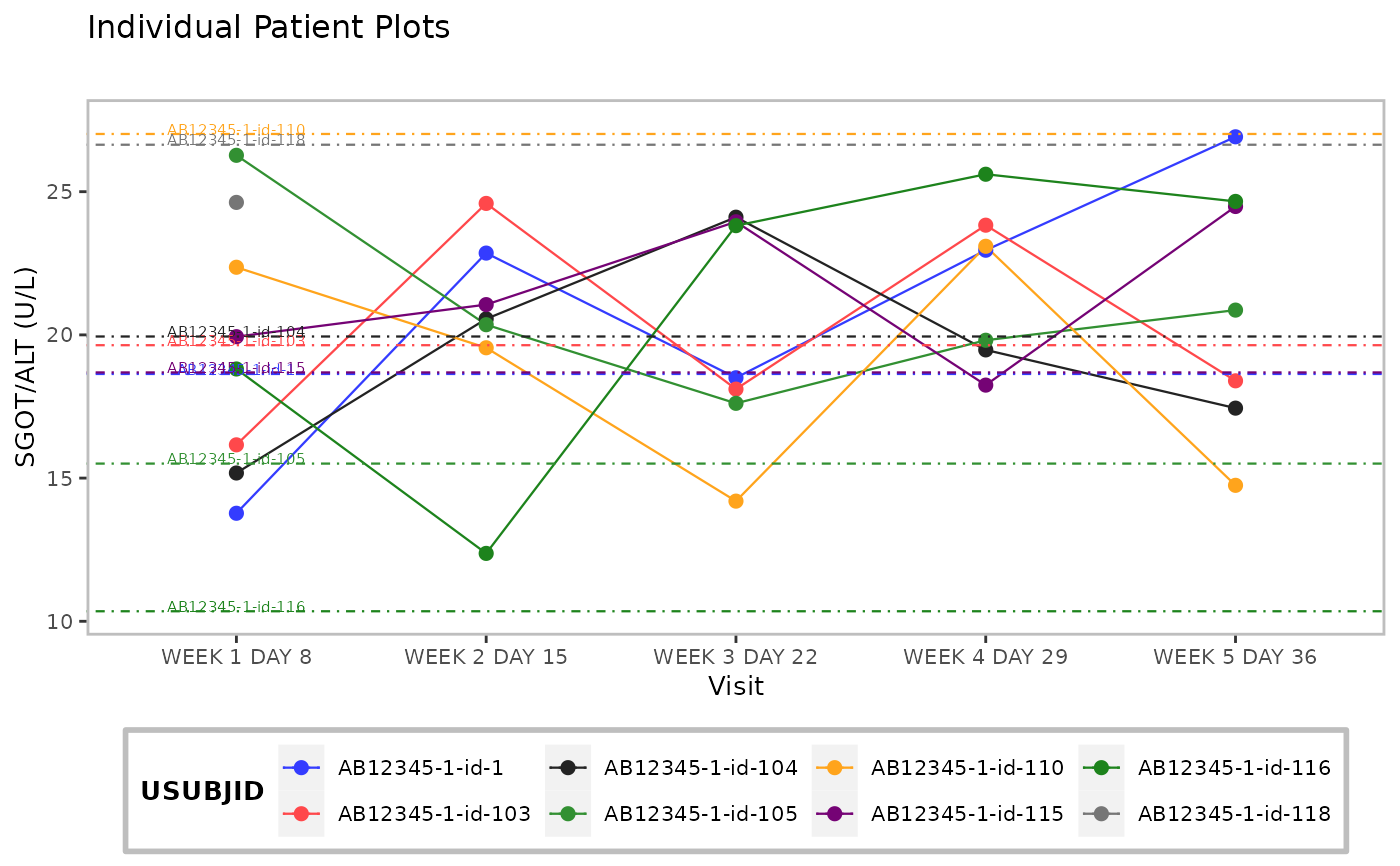 Individual Patient Plots
AB12345-1-id-110
AB12345-1-id-118
25
AB12345-1-id-104
20
AB12345-1-id-103
AB12345-1-id-115
AB12345-1-id-105
15
AB12345-1-id-116
10
SGOT/ALT (U/L)
WEEK 1 DAY 8 WEEK 2 DAY 15 WEEK 3 DAY 22 WEEK 4 DAY 29 WEEK 5 DAY 36
Visit
USUBJID
AB12345-1-id-1 AB12345-1-id-104 AB12345-1-id-110 AB12345-1-id-116
AB12345-1-id-103 AB12345-1-id-105 AB12345-1-id-115 AB12345-1-id-118